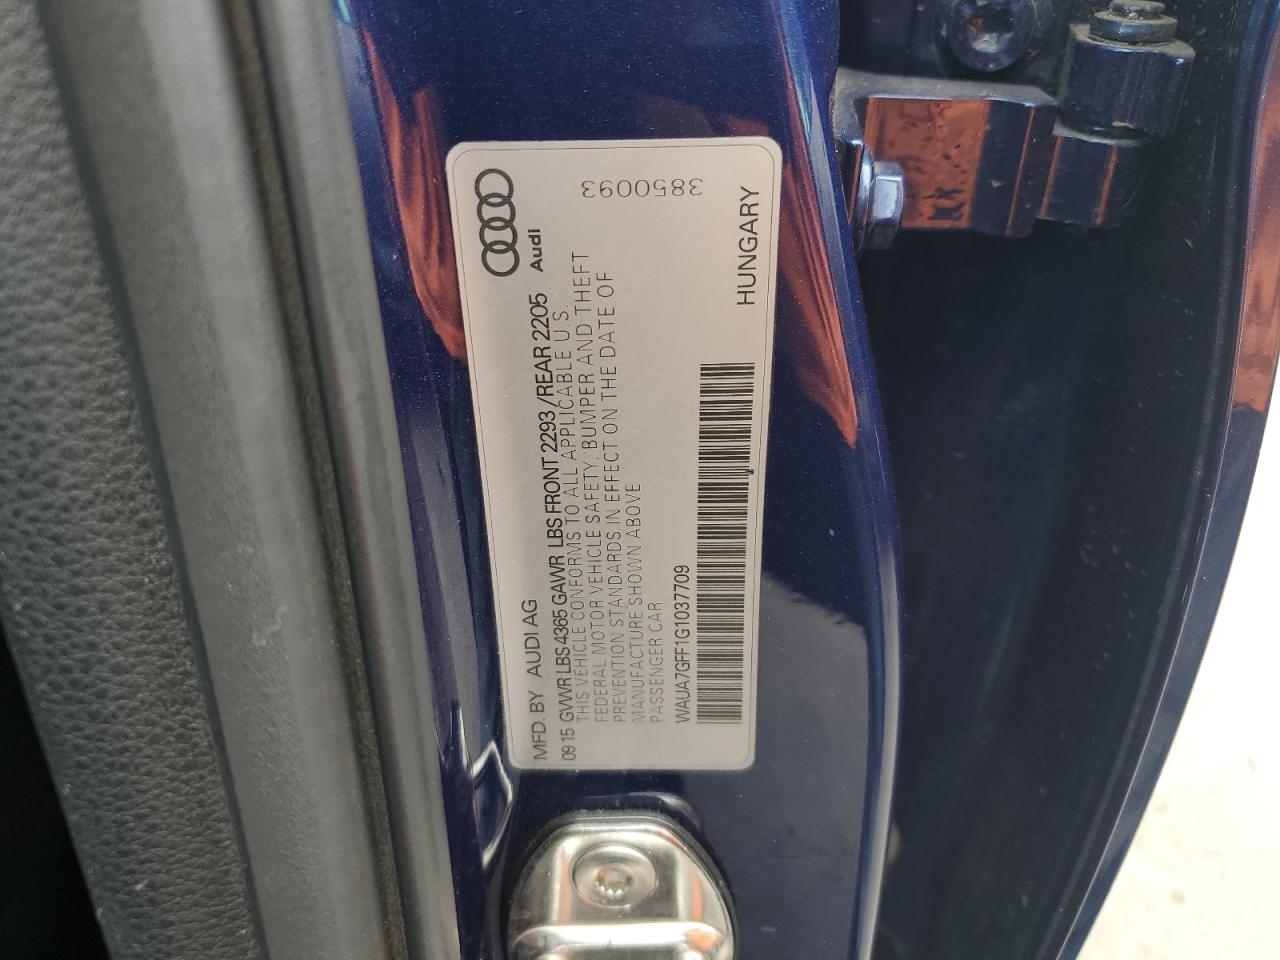 Audi
3850093
MFD. BY AUDI AG
0915 GVWR LBS 4365 GAWR LBS FRONT 2293 / REAR 2205
THIS VEHICLE CONFORMS TO ALL APPLICABLE U.S.
FEDERAL MOTOR VEHICLE SAFETY, BUMPER AND THEFT
PREVENTION STANDARDS IN EFFECT ON THE DATE OF
MANUFACTURE SHOWN ABOVE
PASSENGER CAR
WAUA7GFF1G1037709
HUNGARY